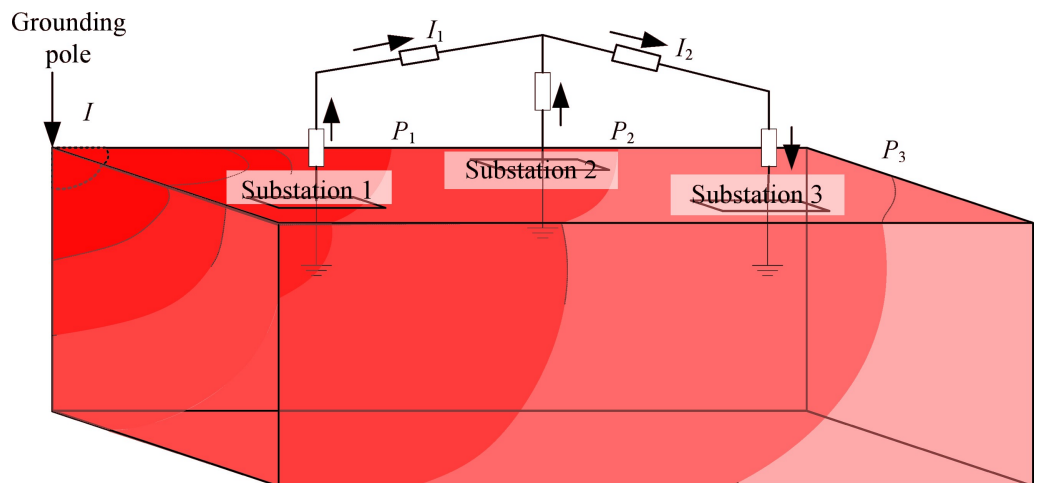 Grounding
pole
I
I₁
I₂
P₁
P₂
P₃
Substation 1
Substation 2
Substation 3